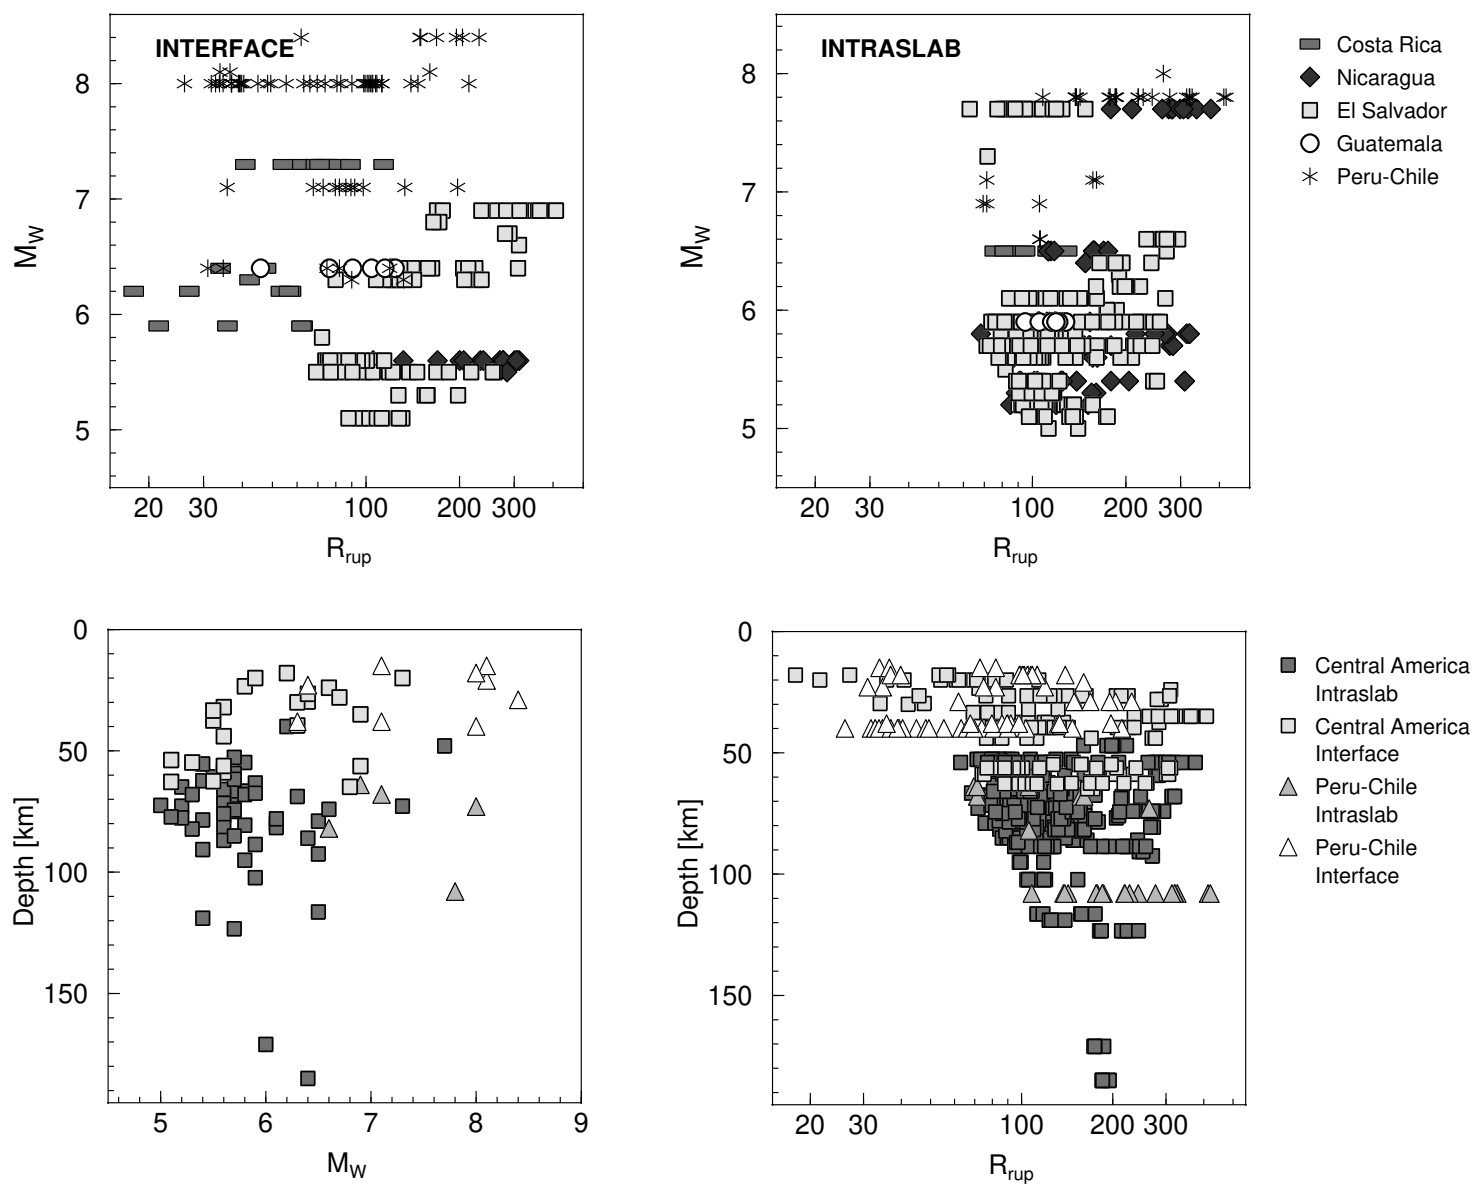 INTERFACE
8
7
6
5
M_W
20 30 100 200 300
R_rup
INTRASLAB
8
7
6
5
M_W
20 30 100 200 300
R_rup
Costa Rica
Nicaragua
El Salvador
Guatemala
Peru-Chile
0
50
100
150
Depth [km]
5 6 7 8 9
M_W
0
50
100
150
Depth [km]
20 30 100 200 300
R_rup
Central America
Intraslab
Central America
Interface
Peru-Chile
Intraslab
Peru-Chile
Interface